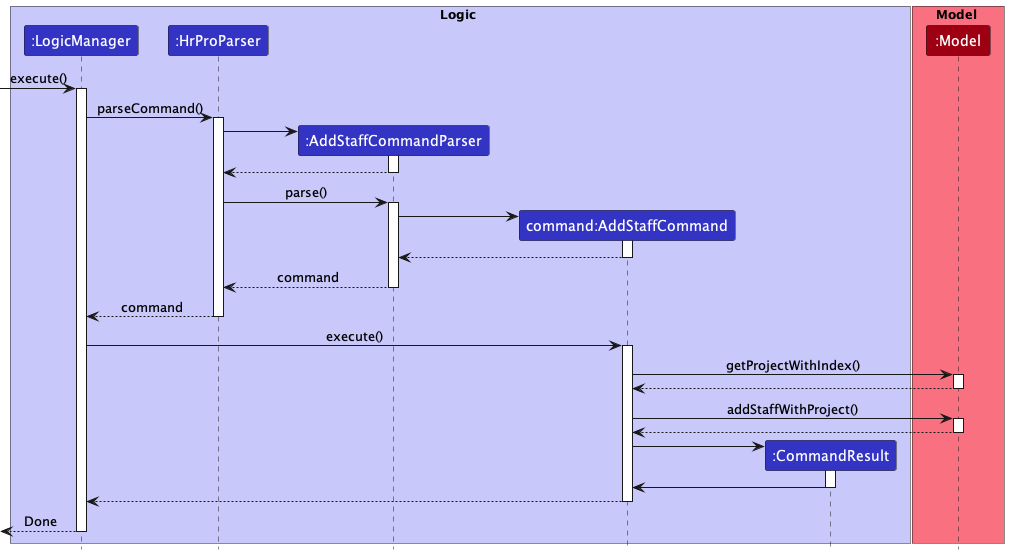 Logic
Model
:LogicManager
:HrProParser
:Model
execute()
parseCommand()
:AddStaffCommandParser
parse()
command:AddStaffCommand
command
command
execute()
getProjectWithIndex()
addStaffWithProject()
:CommandResult
Done